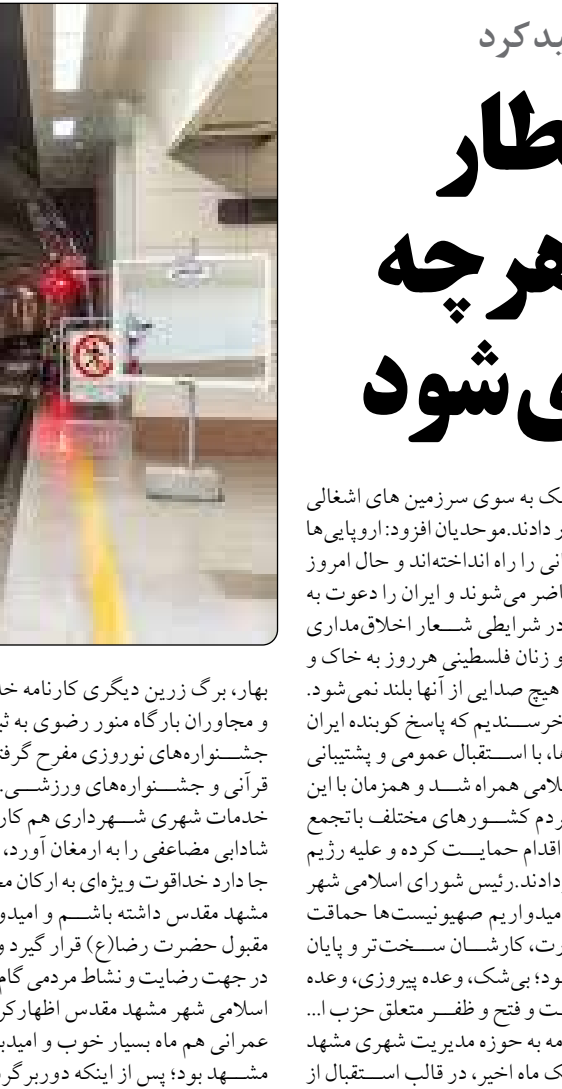 ید کرد
طار
هرچه
ی‌شود
ک به سوی سرزمین های اشغالی
ر دادند.موحدیان افزود: اروپایی‌ها
انی را راه انداخته‌اند و حال امروز
اضر می‌شوند و ایران را دعوت به
در شرایطی شــعار اخلاق‌مداری
و زنان فلسطینی هرروز به خاک و
هیچ صدایی از آنها بلند نمی‌شود.
خرســندیم که پاسخ کوبنده ایران
ها، با اســتقبال عمومی و پشتیبانی
لامی همراه شــد و همزمان با این
ردم کشــورهای مختلف باتجمع
اقدام حمایــت کرده و علیه رژیم
دادند.رئیس شورای اسلامی شهر
میدواریم صهیونیست‌ها حماقت
رت، کارشــان ســخت‌تر و پایان
ود؛ بی‌شک، وعده پیروزی، وعده
ت و فتح و ظفــر متعلق حزب ا...
مه به حوزه مدیریت شهری مشهد
ک ماه اخیر، در قالب اســتقبال از
بهار، برگ زرین دیگری کارنامه خد
و مجاوران بارگاه منور رضوی به ثب
جشــنواره‌های نوروزی مفرح گرفت
قرآنی و جشــنواره‌های ورزشــی.
خدمات شهری شــهرداری هم کار
شادابی مضاعفی را به ارمغان آورد،
جا دارد خداقوت ویژه‌ای به ارکان مج
مشهد مقدس داشته باشــم و امیدو
مقبول حضرت رضا(ع) قرار گیرد و
در جهت رضایت و نشاط مردمی گام
اسلامی شهر مشهد مقدس اظهارکر
عمرانی هم ماه بسیار خوب و امیدب
مشــهد بود؛ پس از اینکه دوربرگر